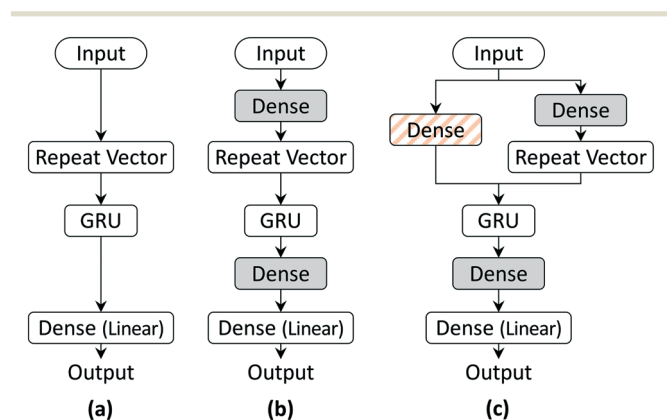 Input
Repeat Vector
GRU
Dense (Linear)
Output
(a)
Input
Dense
Repeat Vector
GRU
Dense
Dense (Linear)
Output
(b)
Input
Dense
Dense
Repeat Vector
GRU
Dense
Dense (Linear)
Output
(c)